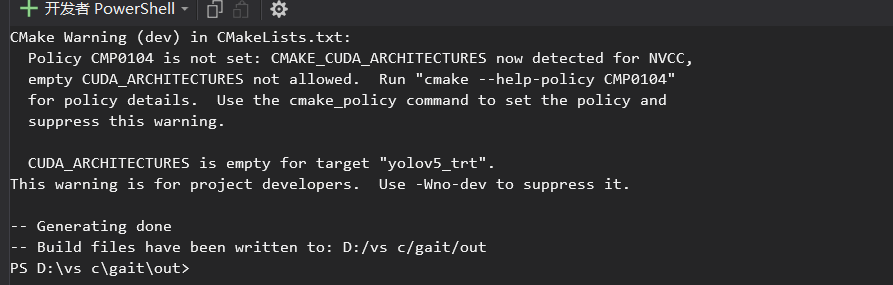 开发者 PowerShell
CMake Warning (dev) in CMakeLists.txt:
  Policy CMP0104 is not set: CMAKE_CUDA_ARCHITECTURES now detected for NVCC,
  empty CUDA_ARCHITECTURES not allowed.  Run "cmake --help-policy CMP0104"
  for policy details.  Use the cmake_policy command to set the policy and
  suppress this warning.

  CUDA_ARCHITECTURES is empty for target "yolov5_trt".
This warning is for project developers.  Use -Wno-dev to suppress it.

-- Generating done
-- Build files have been written to: D:/vs c/gait/out
PS D:\vs c\gait\out>